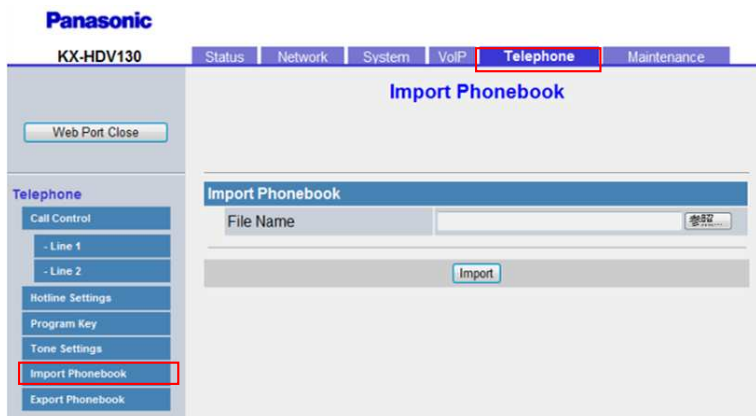 Panasonic
KX-HDV130
Status Network System VoIP Telephone Maintenance
Import Phonebook
Web Port Close
Telephone
Call Control
- Line 1
- Line 2
Hotline Settings
Program Key
Tone Settings
Import Phonebook
Export Phonebook
Import Phonebook
File Name 参照...
Import